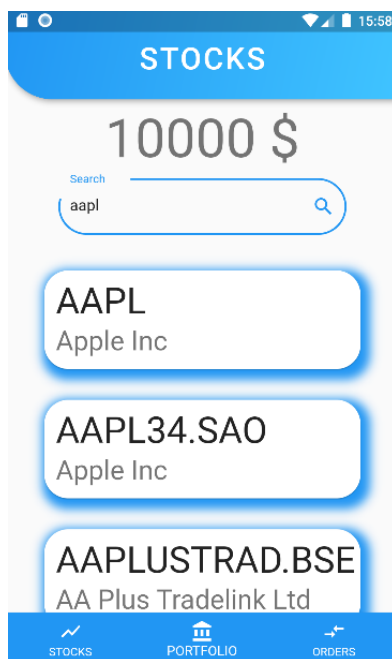 15:58
STOCKS
10000 $
Search
aapl
AAPL
Apple Inc
AAPL34.SAO
Apple Inc
AAPLUSTRAD.BSE
AA Plus Tradelink Ltd
STOCKS
PORTFOLIO
ORDERS